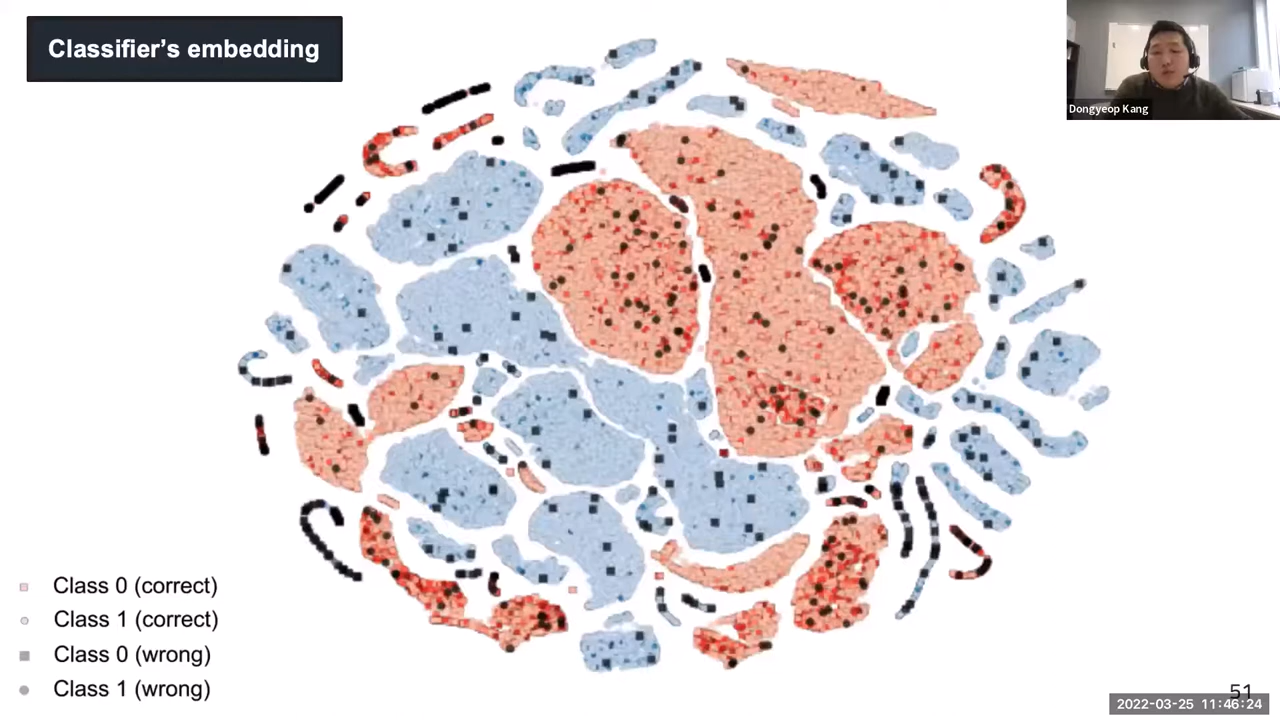 Classifier's embedding
Dongyeop Kang
Class 0 (correct)
Class 1 (correct)
Class 0 (wrong)
Class 1 (wrong)
51
2022-03-25 11:46:24